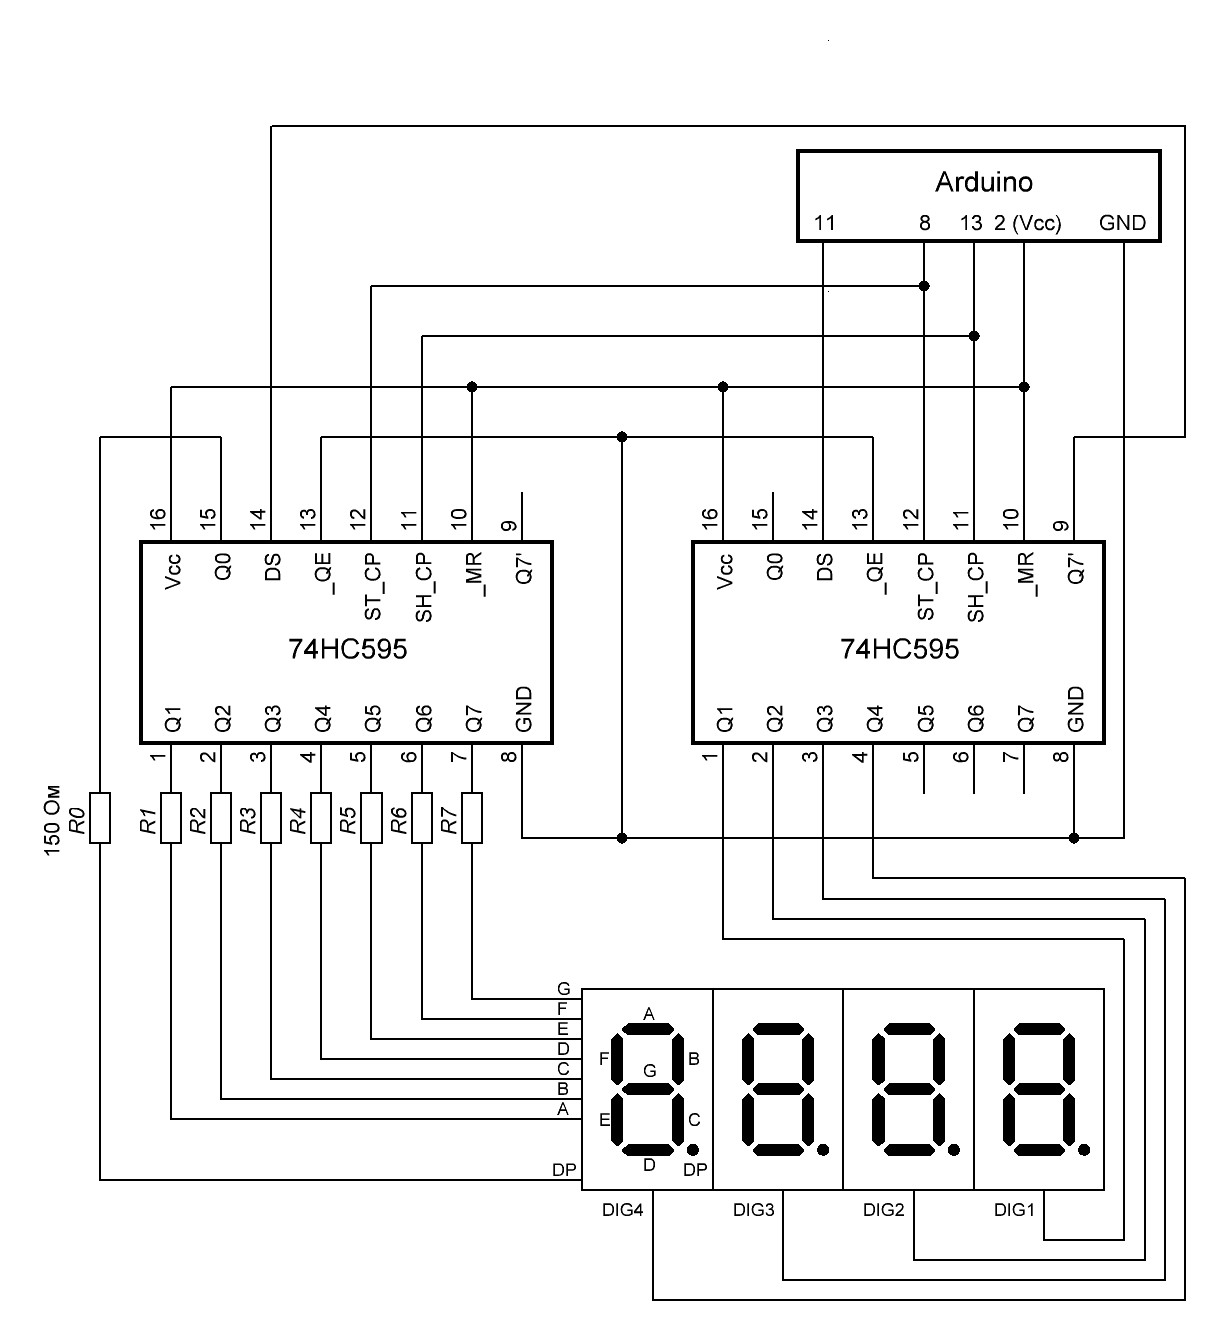 Arduino
11 8 13 2 (Vcc) GND
16 15 14 13 12 11 10 9
Vcc Q0 DS _QE ST_CP SH_CP _MR Q7'
74HC595
Q1 Q2 Q3 Q4 Q5 Q6 Q7 GND
1 2 3 4 5 6 7 8
16 15 14 13 12 11 10 9
Vcc Q0 DS _QE ST_CP SH_CP _MR Q7'
74HC595
Q1 Q2 Q3 Q4 Q5 Q6 Q7 GND
1 2 3 4 5 6 7 8
150 Ом
R0 R1 R2 R3 R4 R5 R6 R7
G
F
E
D
C
B
A
DP
A
F B
G
E C
D DP
DIG4 DIG3 DIG2 DIG1